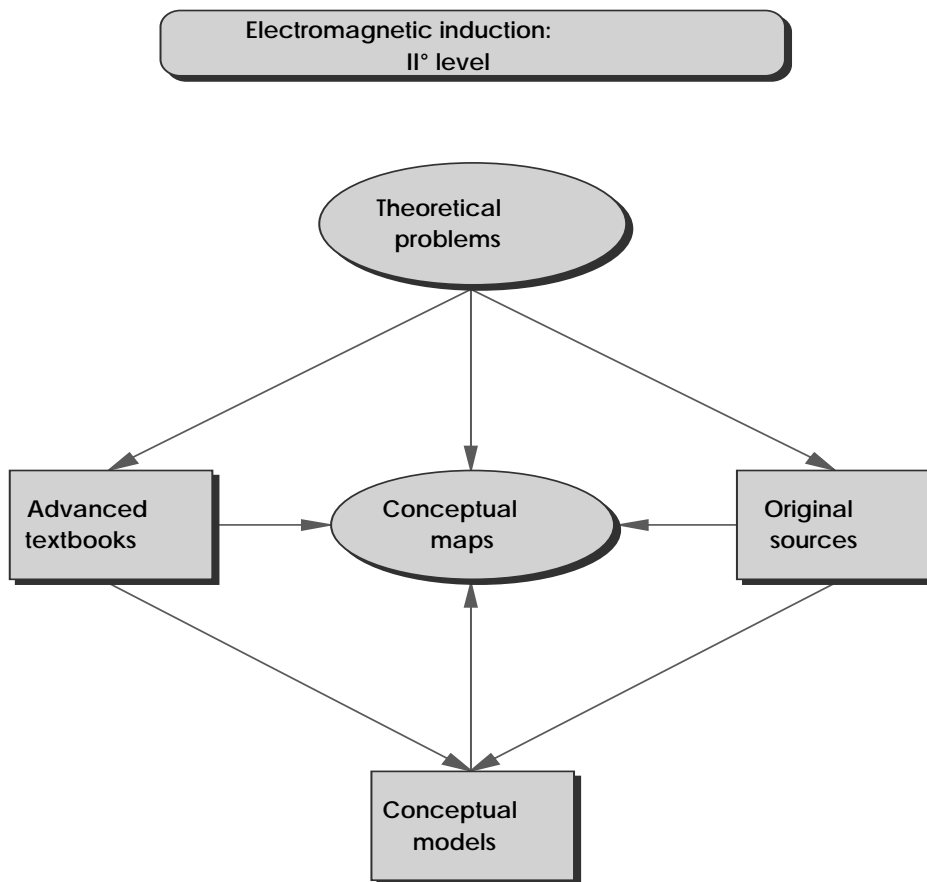 Electromagnetic induction:
II° level
Theoretical
problems
Advanced
textbooks
Conceptual
maps
Original
sources
Conceptual
models